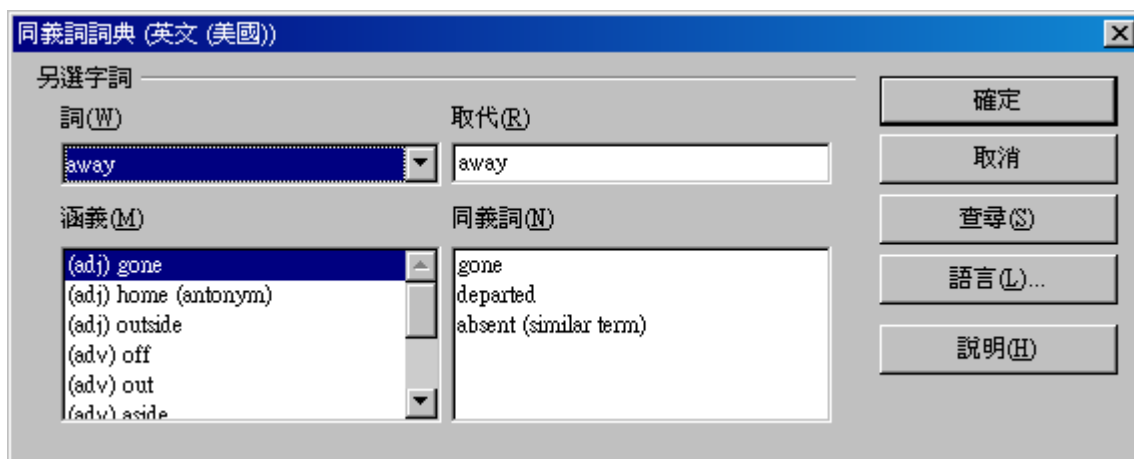 同義詞詞典 (英文 (美國))
另選字詞
詞(W)
取代(R)
away
away
涵義(M)
同義詞(N)
(adj) gone
(adj) home (antonym)
(adj) outside
(adv) off
(adv) out
(adv) aside
gone
departed
absent (similar term)
確定
取消
查尋(S)
語言(L)...
說明(H)